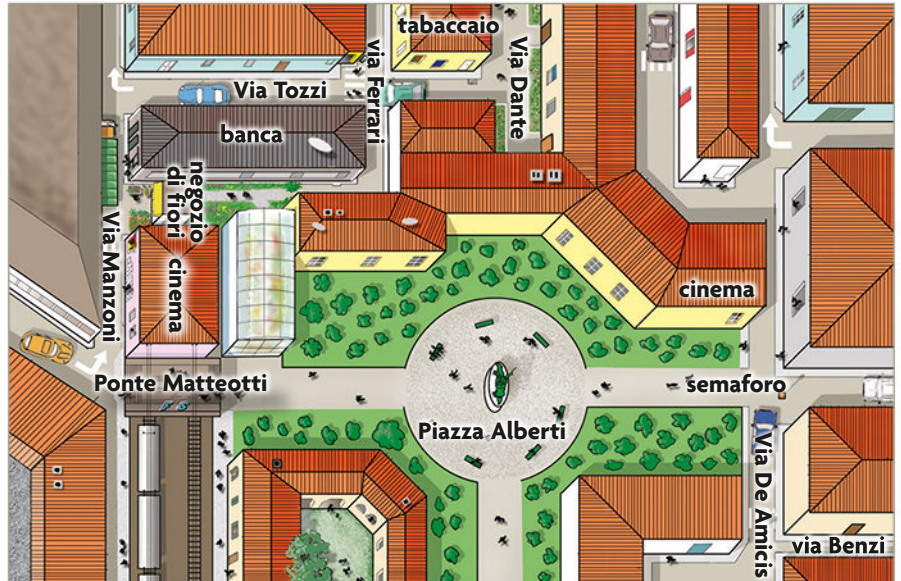 tabaccaio
via Ferrari
via Dante
Via Tozzi
banca
negozio
di fiori
cinema
Via Manzoni
cinema
Ponte Matteotti
FS
semaforo
Piazza Alberti
Via De Amicis
via Benzi